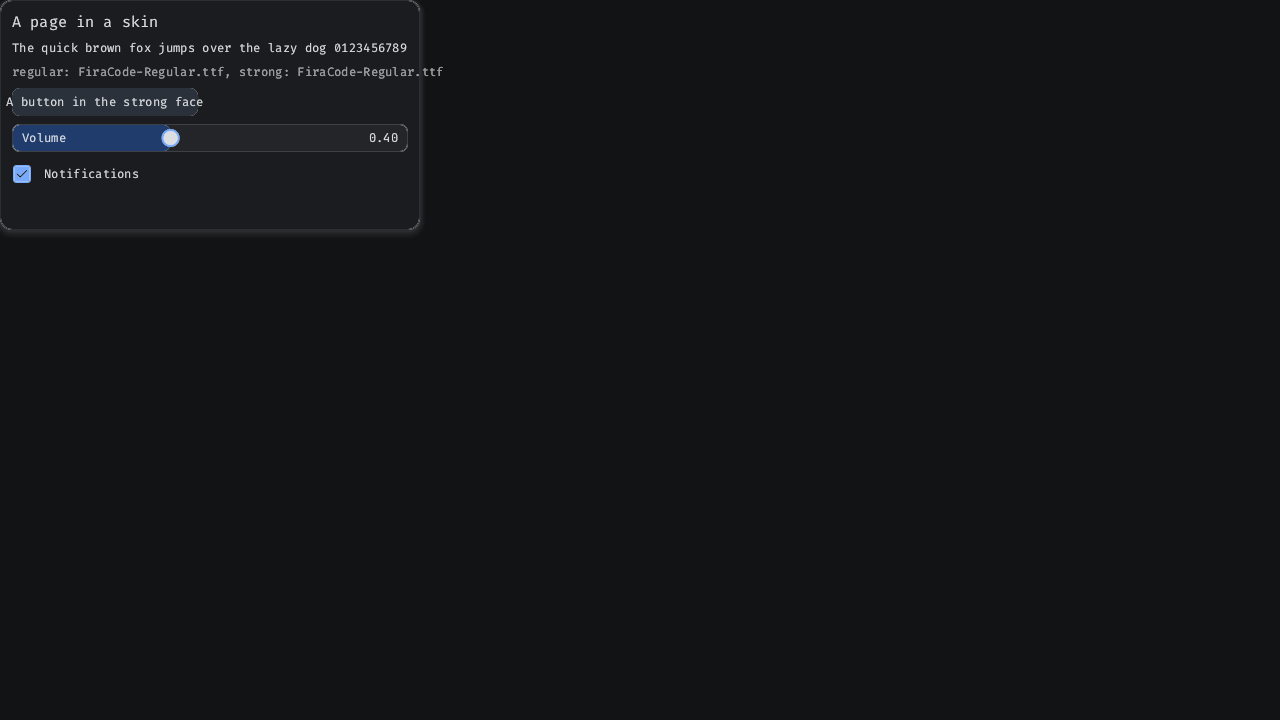 A page in a skin
The quick brown fox jumps over the lazy dog 0123456789
regular: FiraCode-Regular.ttf, strong: FiraCode-Regular.ttf
A button in the strong face
Volume 0.40
Notifications